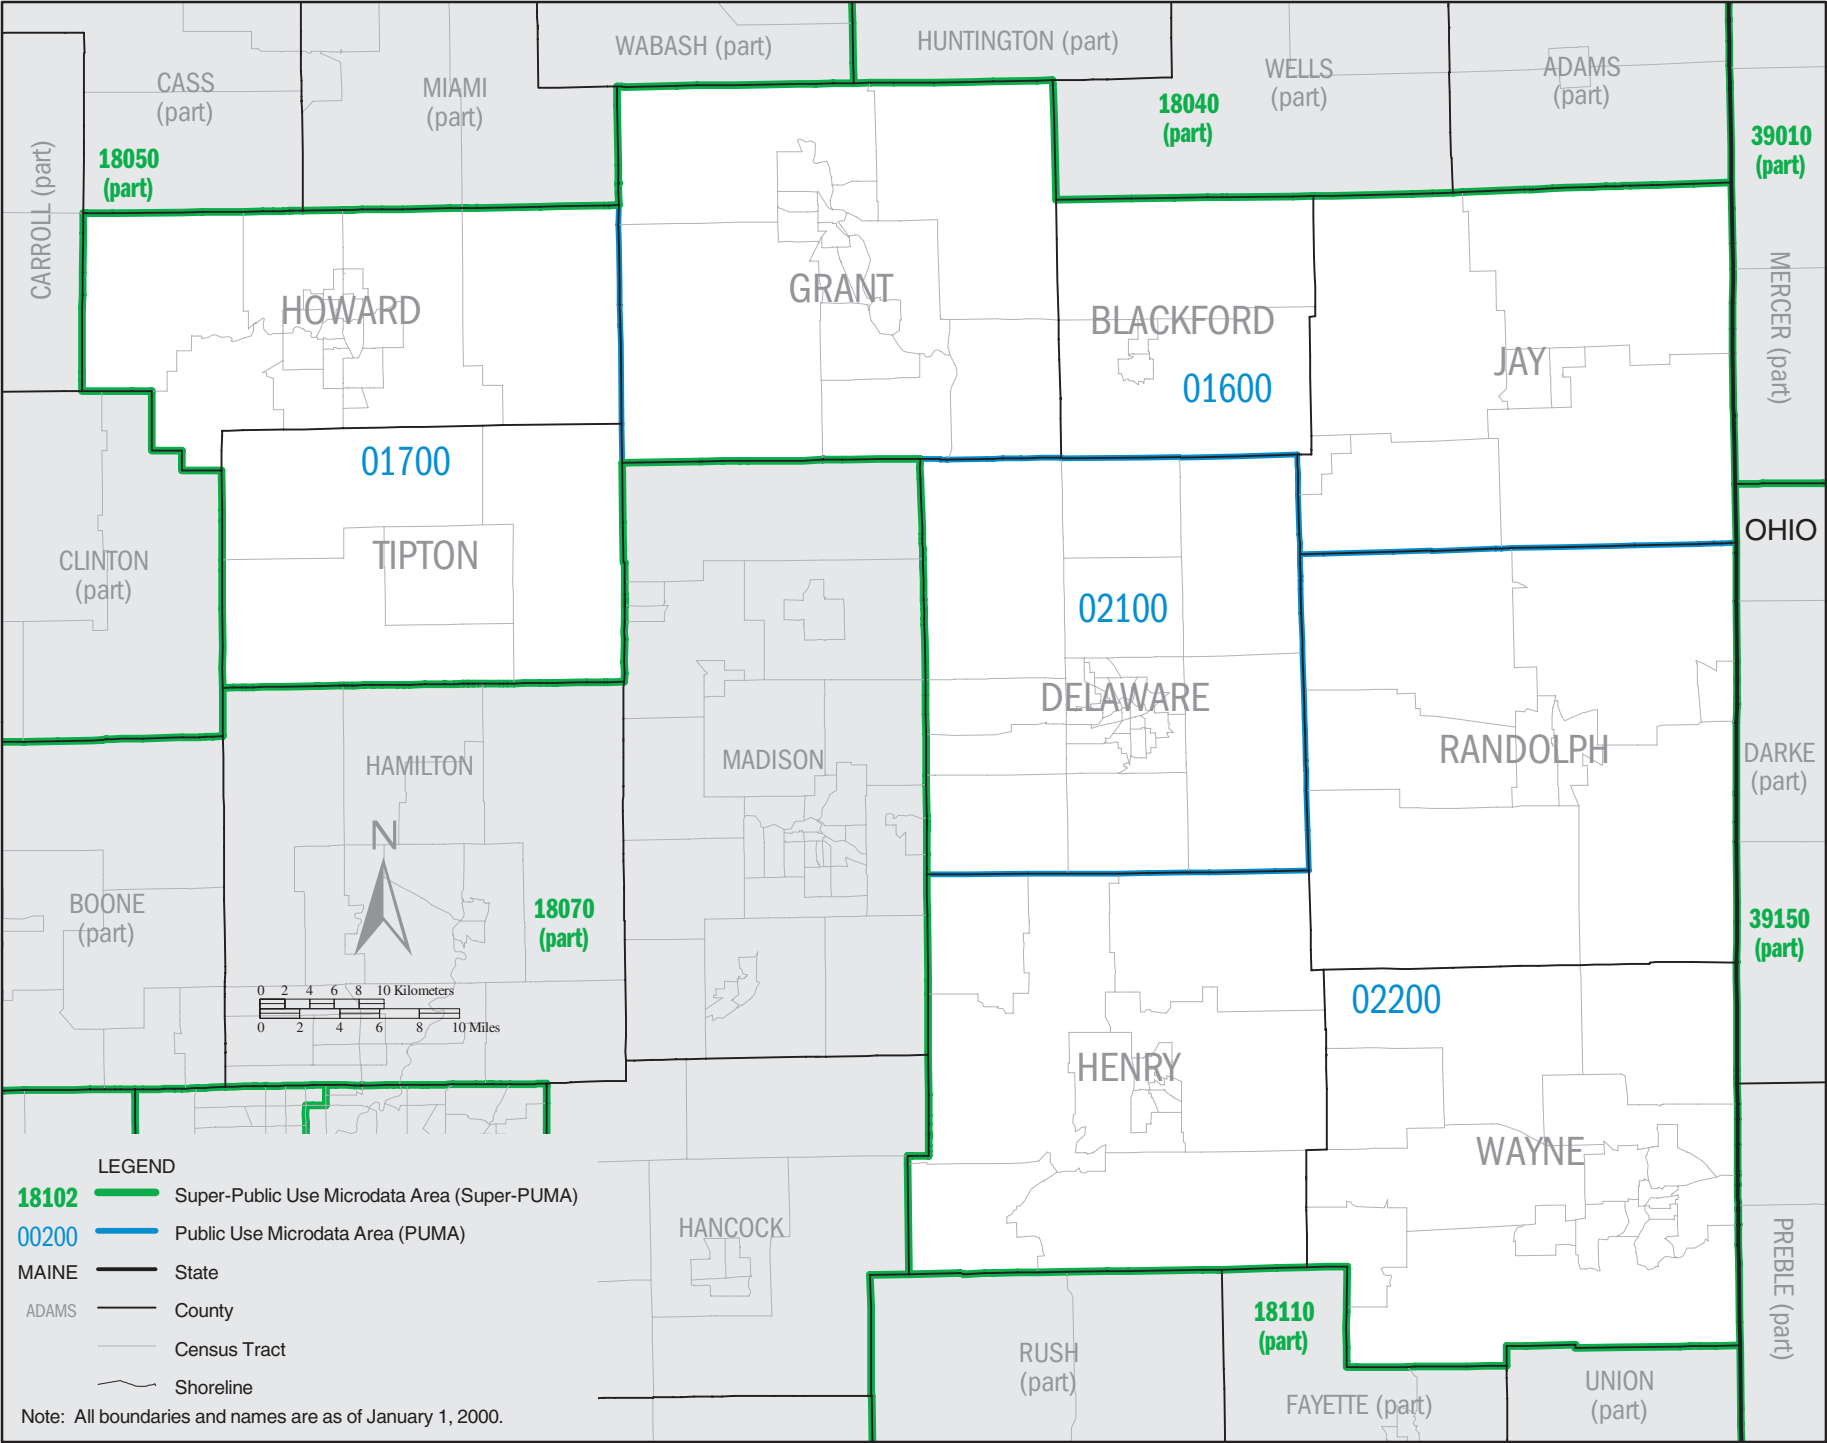 WABASH (part)
HUNTINGTON (part)
CASS
(part)
MIAMI
(part)
WELLS
(part)
ADAMS
(part)
18040
(part)
39010
(part)
18050
(part)
CARROLL (part)
MERCER (part)
HOWARD
GRANT
BLACKFORD
JAY
01600
01700
OHIO
CLINTON
(part)
TIPTON
02100
DELAWARE
RANDOLPH
HAMILTON
MADISON
DARKE
(part)
N
BOONE
(part)
18070
(part)
39150
(part)
0 2 4 6 8 10 Kilometers
0 2 4 6 8 10 Miles
02200
HENRY
WAYNE
HANCOCK
PREBLE (part)
18110
(part)
RUSH
(part)
FAYETTE (part)
UNION
(part)
LEGEND
18102 Super-Public Use Microdata Area (Super-PUMA)
00200 Public Use Microdata Area (PUMA)
MAINE State
ADAMS County
Census Tract
Shoreline
Note: All boundaries and names are as of January 1, 2000.